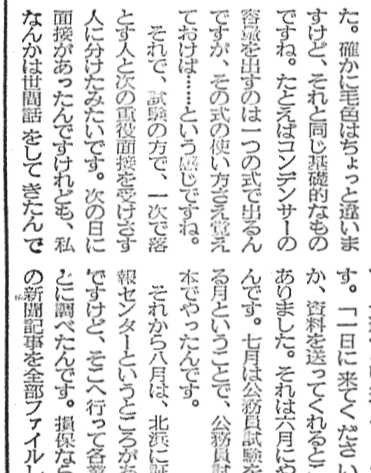 た。確かに毛色はちょっと違いま
すけど、それと同じ基礎的なもの
ですね。たとえばコンデンサーの
容量を出すのは一つの式で出るん
ですが、その式の使い方さえ覚え
ておけば……という感じですね。
それで、試験の方で、一次で落
とす人と次の重役面接を受けさす
人に分けたみたいです。次の日に
面接があったんですけれども、私
なんかは世間話をしてきたんで
す。「一日に来てくださ
か、資料を送ってくれると
ありました。それは六月に
んです。七月は公務員試験を
る月ということで、公務員試
本でやったんです。
それから八月は、北浜に証
報センターというところがあ
ですけど、そこへ行って各業
とに調べたんです。損保なら
の新聞記事を全部ファイルし